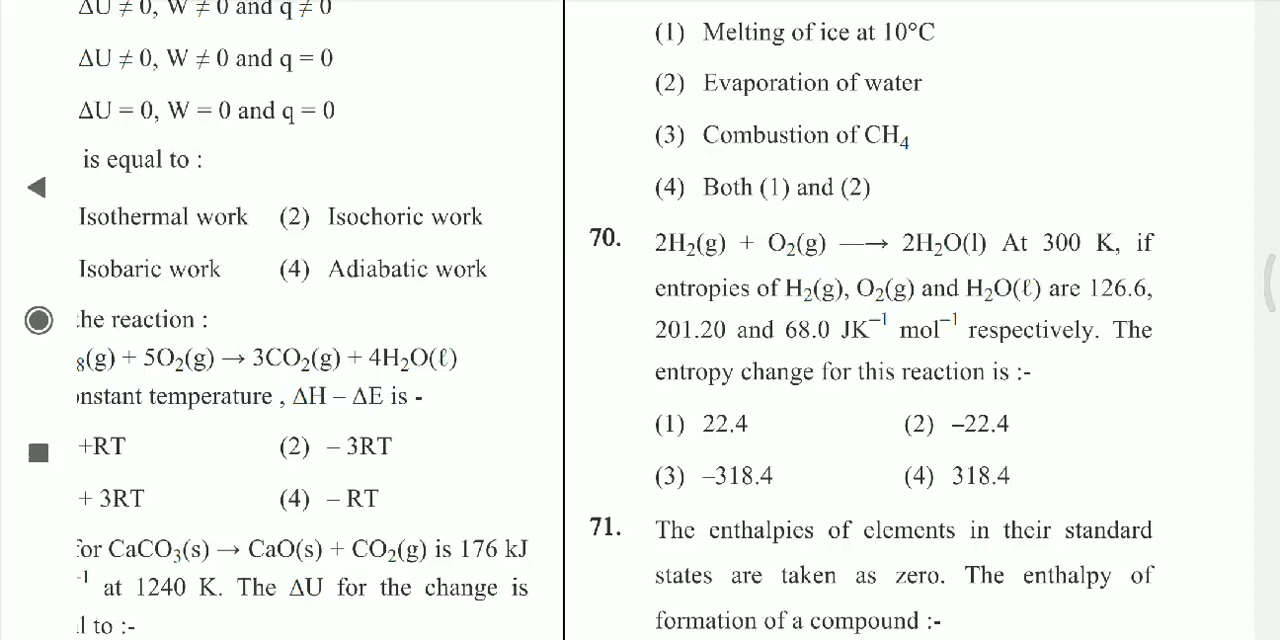 ΔU ≠ 0, W ≠ 0 and q ≠ 0
ΔU ≠ 0, W ≠ 0 and q = 0
ΔU = 0, W = 0 and q = 0
is equal to :
Isothermal work (2) Isochoric work
Isobaric work (4) Adiabatic work
he reaction :
₈(g) + 5O₂(g) → 3CO₂(g) + 4H₂O(ℓ)
nstant temperature , ΔH – ΔE is -
+RT (2) – 3RT
+ 3RT (4) – RT
for CaCO₃(s) → CaO(s) + CO₂(g) is 176 kJ
⁻¹ at 1240 K. The ΔU for the change is
l to :-
(1) Melting of ice at 10°C
(2) Evaporation of water
(3) Combustion of CH₄
(4) Both (1) and (2)
70. 2H₂(g) + O₂(g) ⟶ 2H₂O(l) At 300 K, if
entropies of H₂(g), O₂(g) and H₂O(ℓ) are 126.6,
201.20 and 68.0 JK⁻¹ mol⁻¹ respectively. The
entropy change for this reaction is :-
(1) 22.4 (2) –22.4
(3) –318.4 (4) 318.4
71. The enthalpies of elements in their standard
states are taken as zero. The enthalpy of
formation of a compound :-